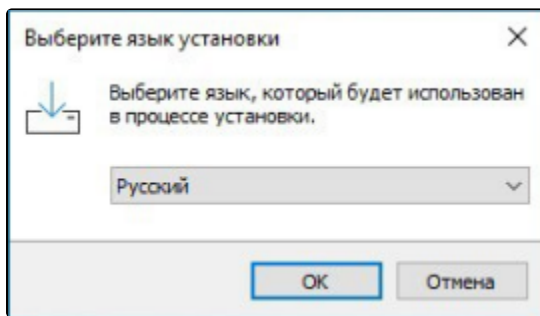 Выберите язык установки
Выберите язык, который будет использован
в процессе установки.
Русский
OK
Отмена